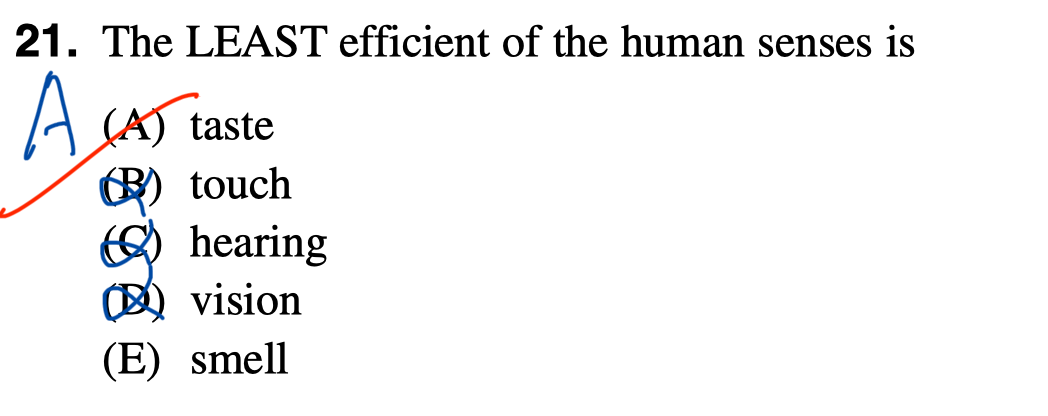 21. The LEAST efficient of the human senses is
A
(A) taste
(B) touch
(C) hearing
(D) vision
(E) smell